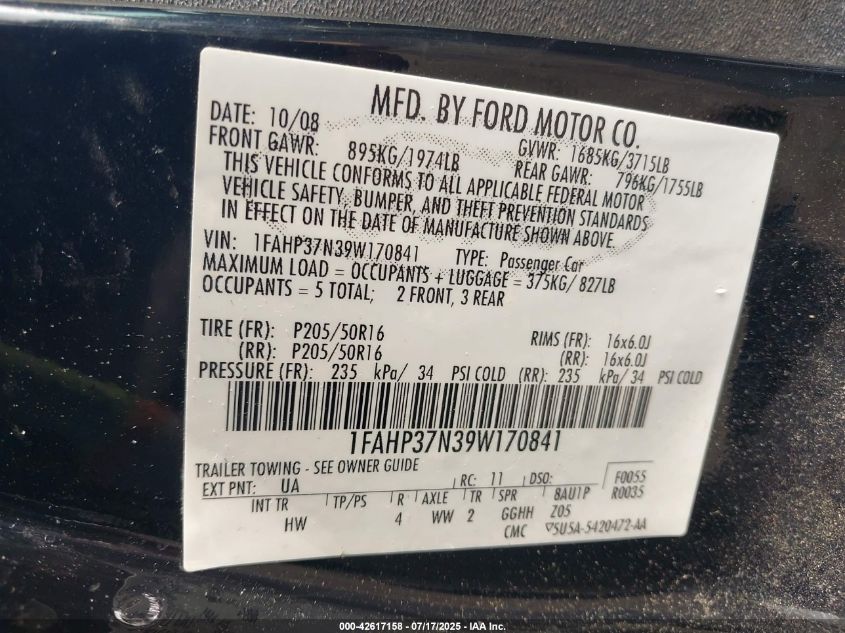 MFD. BY FORD MOTOR CO.
DATE: 10/08 GVWR: 1685KG/3715LB
FRONT GAWR: 895KG/1974LB REAR GAWR: 796KG/1755LB
THIS VEHICLE CONFORMS TO ALL APPLICABLE FEDERAL MOTOR
VEHICLE SAFETY, BUMPER, AND THEFT PREVENTION STANDARDS
IN EFFECT ON THE DATE OF MANUFACTURE SHOWN ABOVE.
VIN: 1FAHP37N39W170841 TYPE: Passenger Car
MAXIMUM LOAD = OCCUPANTS + LUGGAGE = 375KG/ 827LB
OCCUPANTS = 5 TOTAL; 2 FRONT, 3 REAR
TIRE (FR): P205/50R16 RIMS (FR): 16x6.0J
(RR): P205/50R16 (RR): 16x6.0J
PRESSURE (FR): 235 kPa/ 34 PSI COLD (RR): 235 kPa/ 34 PSI COLD
1FAHP37N39W170841
TRAILER TOWING - SEE OWNER GUIDE
EXT PNT: UA RC: 11 DSO: F0055
INT TR TP/PS R AXLE TR SPR 8AU1P R0035
HW 4 WW 2 GGHH Z05
CMC 5U5A-5420472-AA
000-42617158 - 07/17/2025 - IAA Inc.